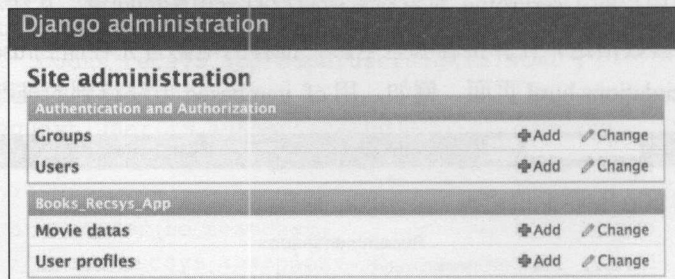 Django administration
Site administration
Authentication and Authorization
Groups Add Change
Users Add Change
Books_Recsys_App
Movie datas Add Change
User profiles Add Change